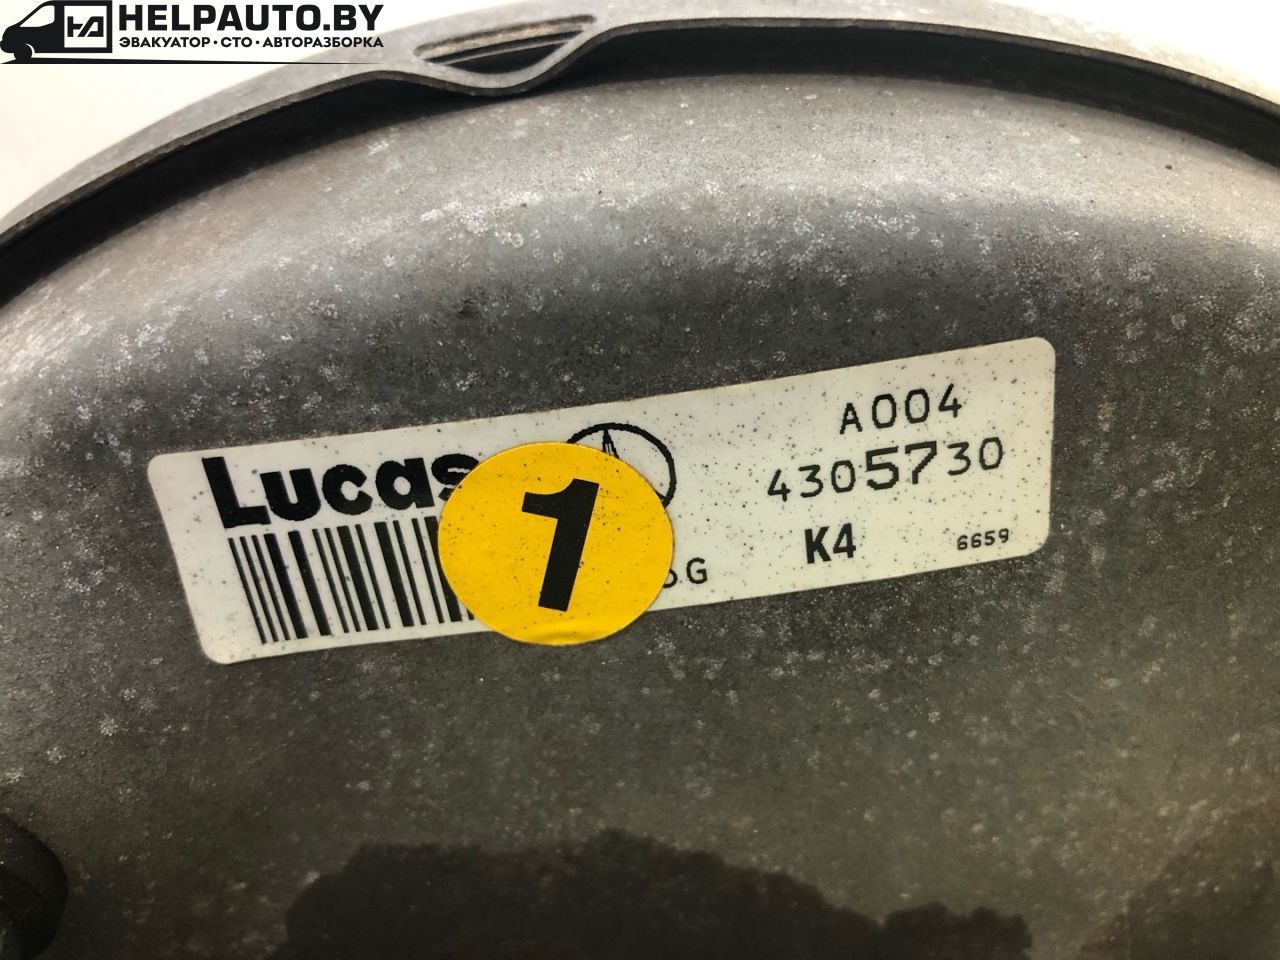 HELPAUTO.BY
ЭВАКУАТОР · СТО · АВТОРАЗБОРКА
Lucas
1
A004
4305730
K4
6659
G